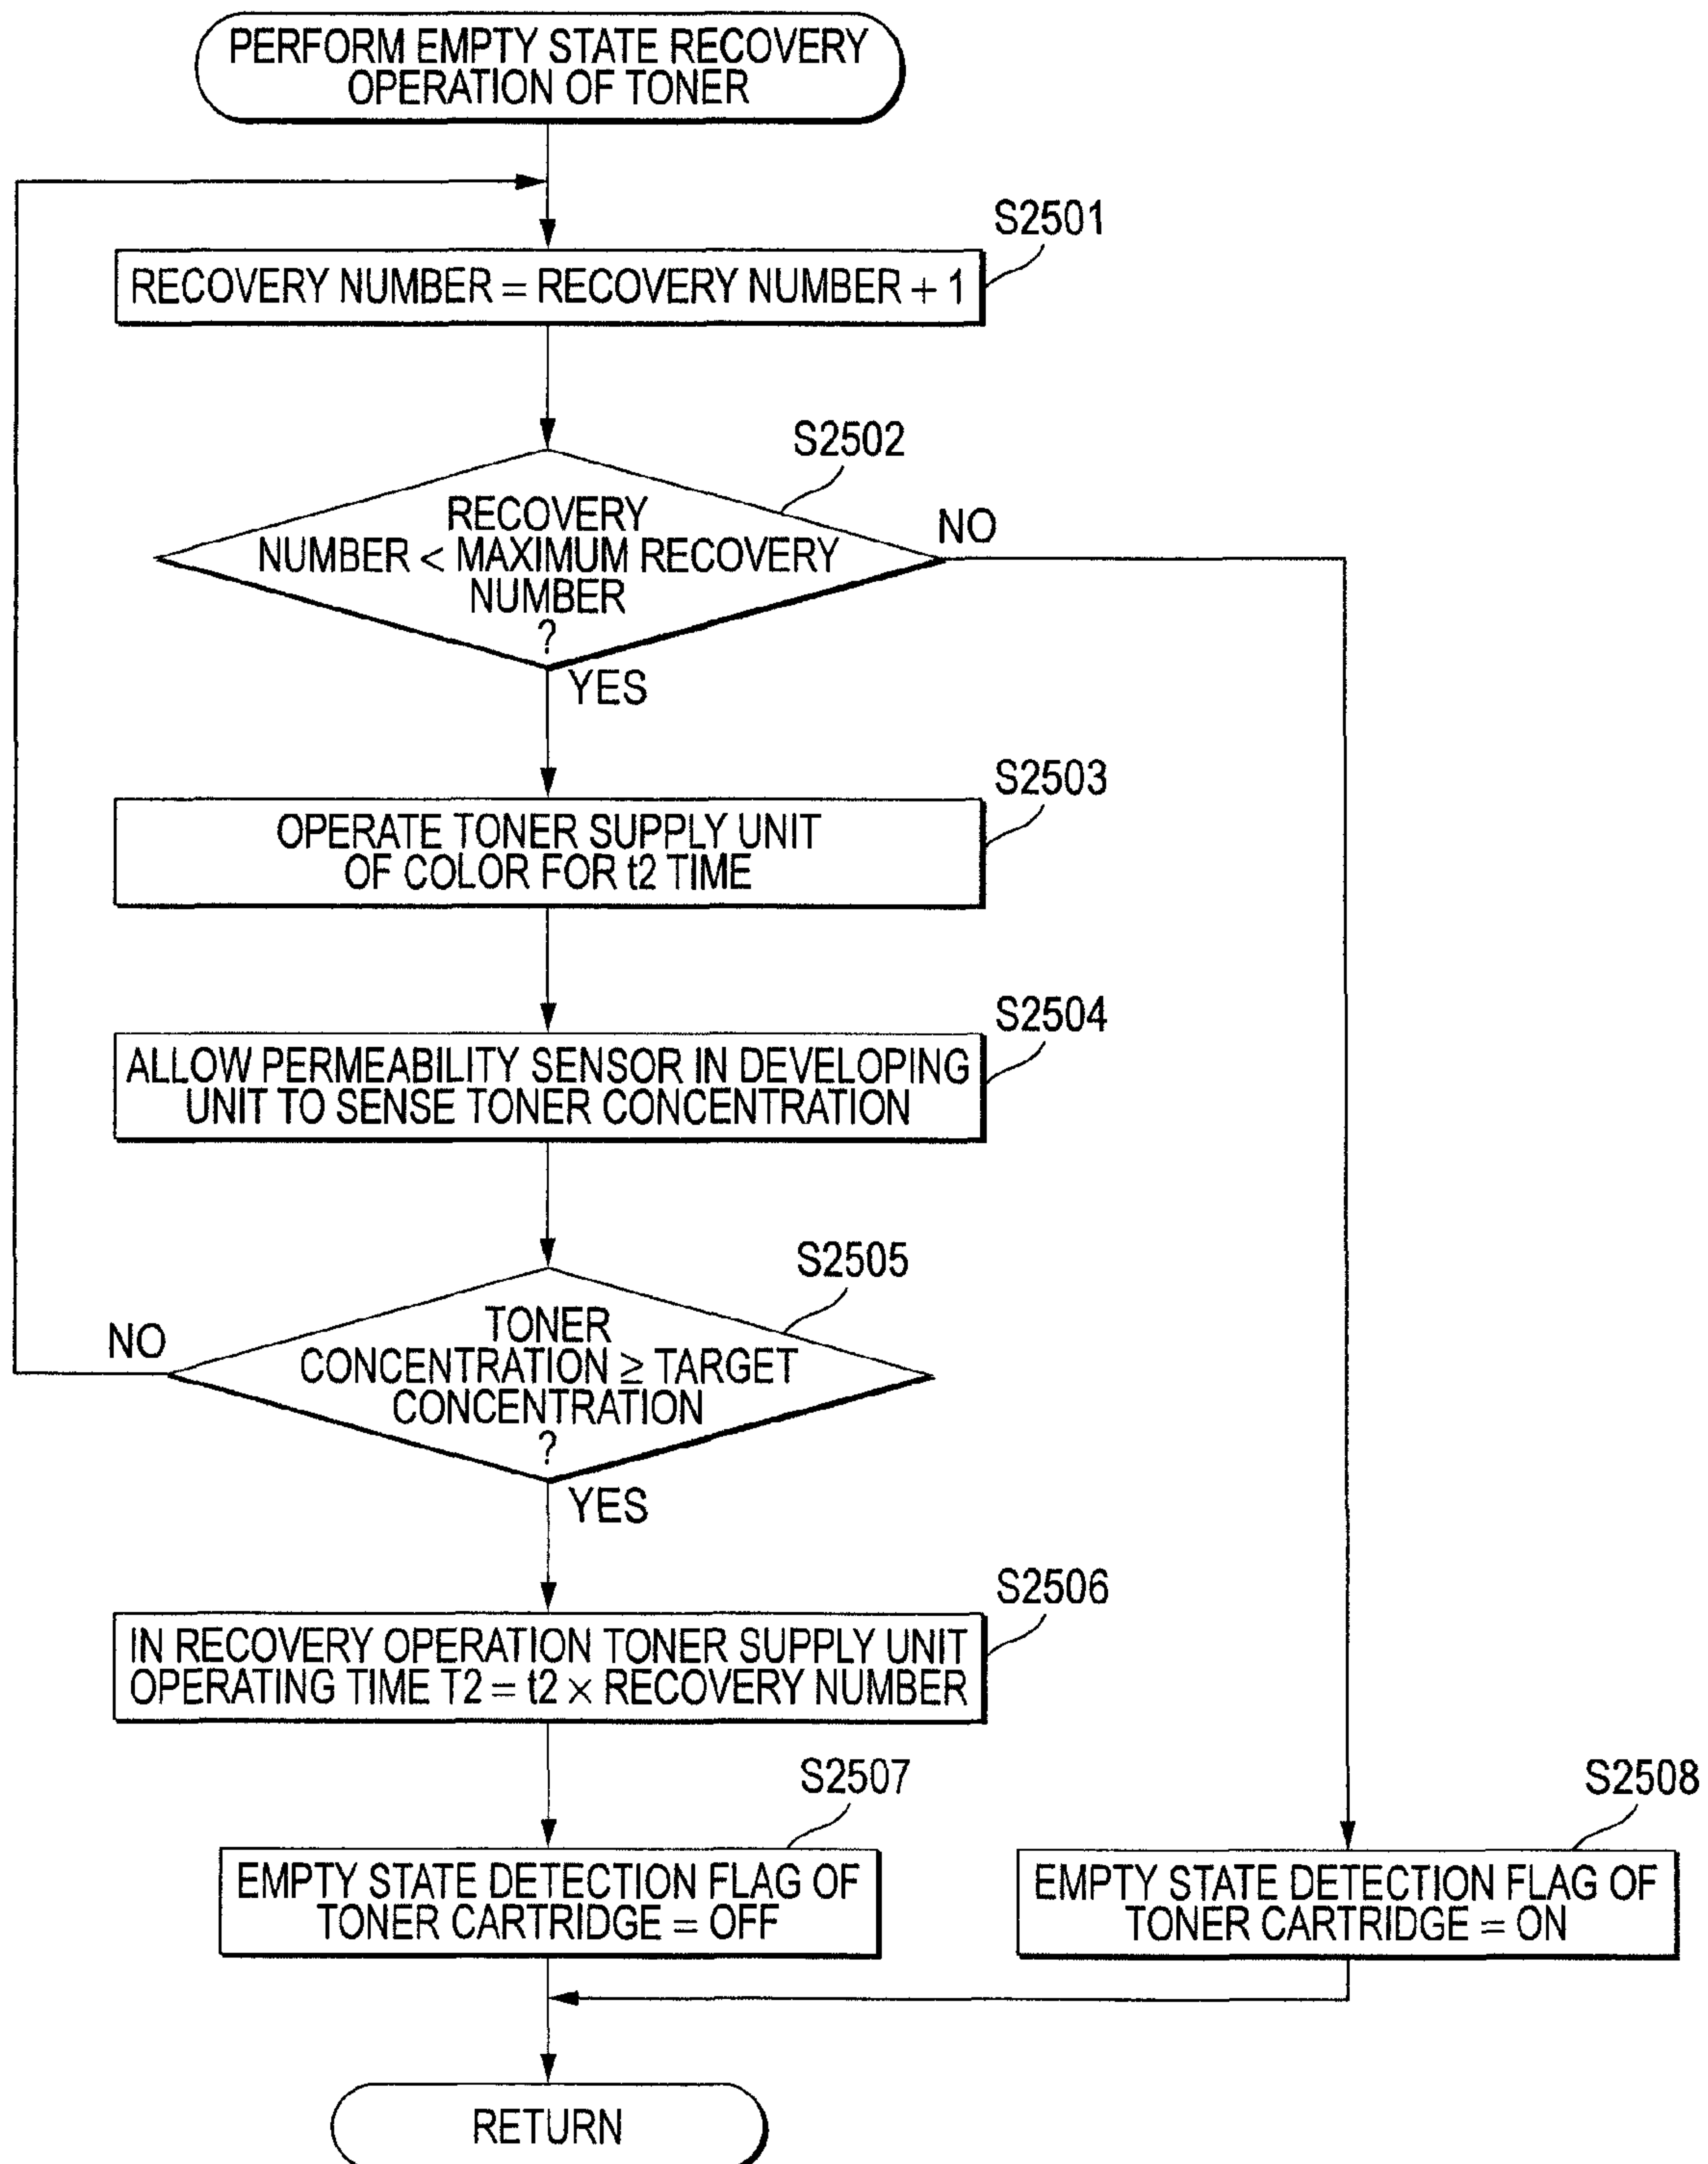 PERFORM EMPTY STATE RECOVERY
OPERATION OF TONER
S2501
RECOVERY NUMBER = RECOVERY NUMBER + 1
S2502
RECOVERY
NUMBER < MAXIMUM RECOVERY
NUMBER
?
NO
YES
S2503
OPERATE TONER SUPPLY UNIT
OF COLOR FOR t2 TIME
S2504
ALLOW PERMEABILITY SENSOR IN DEVELOPING
UNIT TO SENSE TONER CONCENTRATION
S2505
TONER
CONCENTRATION ≥ TARGET
CONCENTRATION
?
NO
YES
S2506
IN RECOVERY OPERATION TONER SUPPLY UNIT
OPERATING TIME T2 = t2 × RECOVERY NUMBER
S2507
EMPTY STATE DETECTION FLAG OF
TONER CARTRIDGE = OFF
S2508
EMPTY STATE DETECTION FLAG OF
TONER CARTRIDGE = ON
RETURN